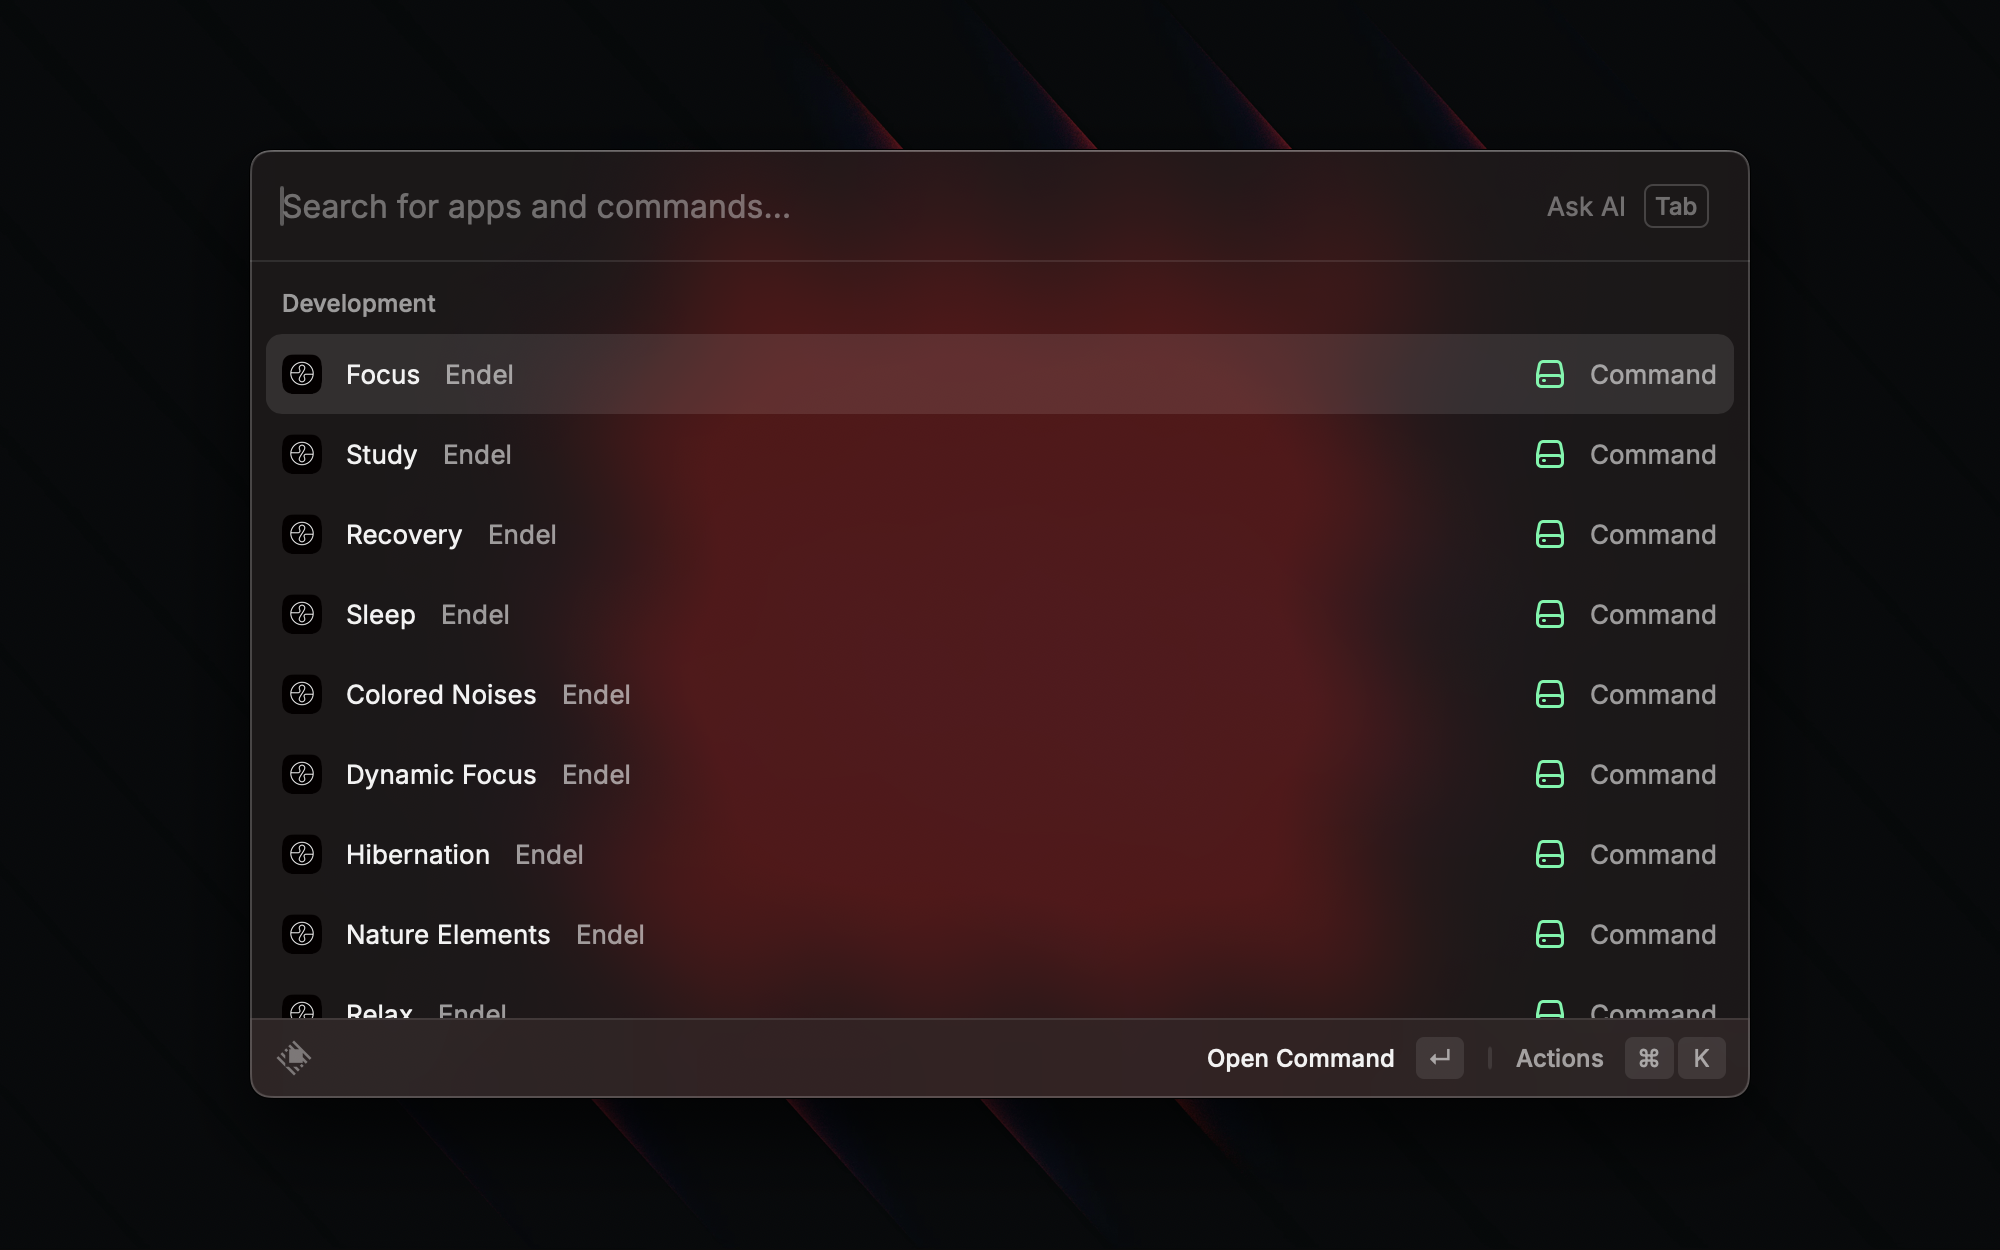 Search for apps and commands...
Ask AI Tab
Development
Focus Endel Command
Study Endel Command
Recovery Endel Command
Sleep Endel Command
Colored Noises Endel Command
Dynamic Focus Endel Command
Hibernation Endel Command
Nature Elements Endel Command
Relax Endel Command
Open Command ↵ Actions ⌘ K